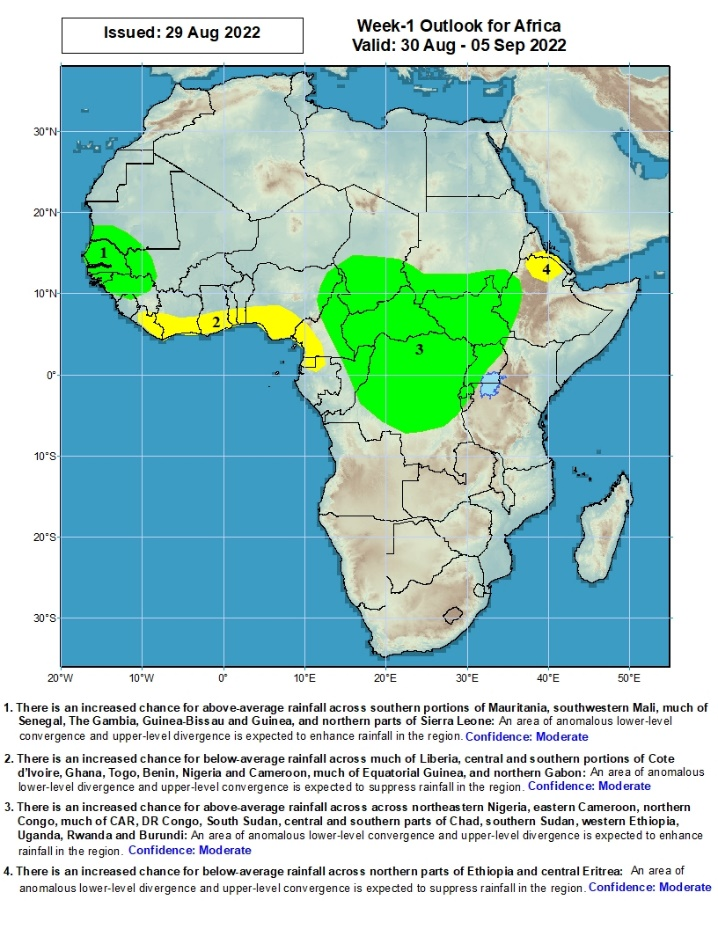 Issued: 29 Aug 2022
Week-1 Outlook for Africa
Valid: 30 Aug - 05 Sep 2022
30°N
20°N
10°N
0°
10°S
20°S
30°S
1
2
3
4
20°W 10°W 0° 10°E 20°E 30°E 40°E 50°E
1. There is an increased chance for above-average rainfall across southern portions of Mauritania, southwestern Mali, much of
Senegal, The Gambia, Guinea-Bissau and Guinea, and northern parts of Sierra Leone: An area of anomalous lower-level
convergence and upper-level divergence is expected to enhance rainfall in the region. Confidence: Moderate
2. There is an increased chance for below-average rainfall across much of Liberia, central and southern portions of Cote
d'Ivoire, Ghana, Togo, Benin, Nigeria and Cameroon, much of Equatorial Guinea, and northern Gabon: An area of anomalous
lower-level divergence and upper-level convergence is expected to suppress rainfall in the region. Confidence: Moderate
3. There is an increased chance for above-average rainfall across across northeastern Nigeria, eastern Cameroon, northern
Congo, much of CAR, DR Congo, South Sudan, central and southern parts of Chad, southern Sudan, western Ethiopia,
Uganda, Rwanda and Burundi: An area of anomalous lower-level convergence and upper-level divergence is expected to enhance
rainfall in the region. Confidence: Moderate
4. There is an increased chance for below-average rainfall across northern parts of Ethiopia and central Eritrea: An area of
anomalous lower-level divergence and upper-level convergence is expected to suppress rainfall in the region. Confidence: Moderate